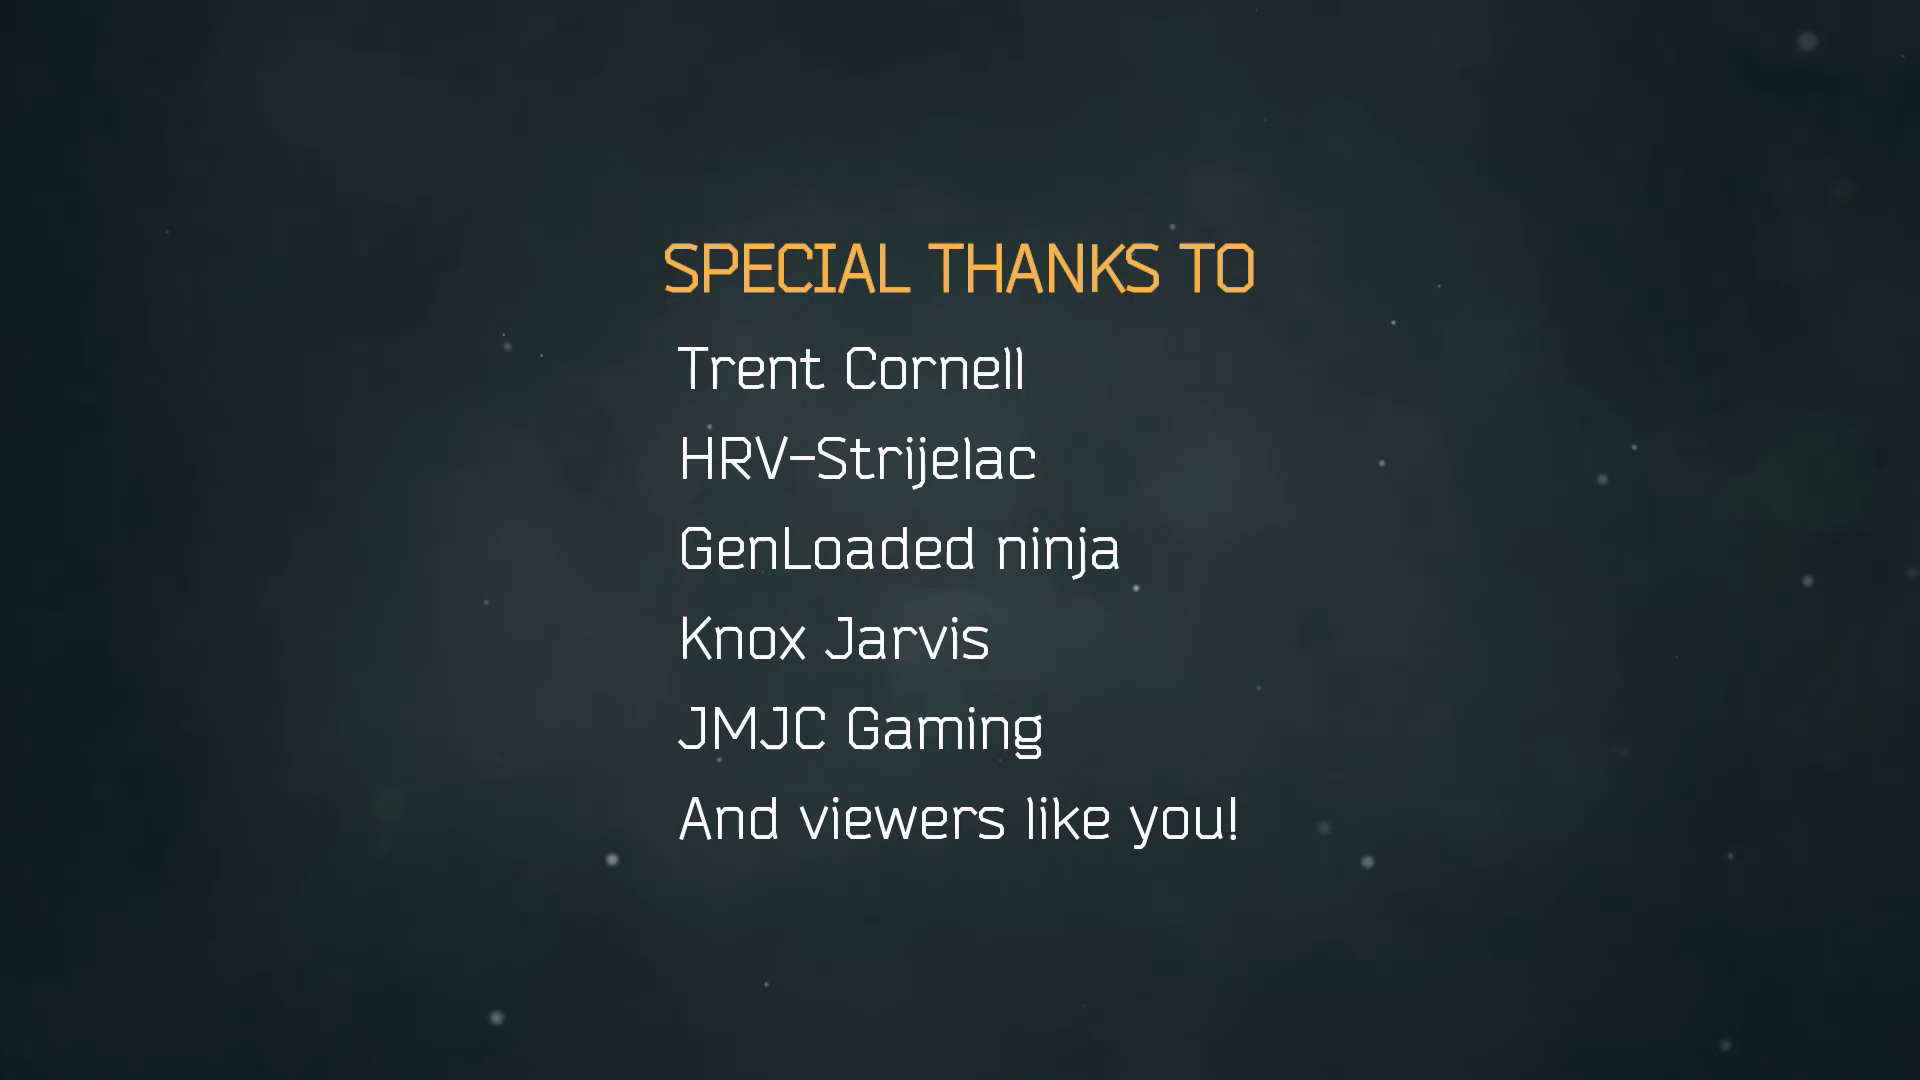 SPECIAL THANKS TO
Trent Cornell
HRV-Strijelac
GenLoaded ninja
Knox Jarvis
JMJC Gaming
And viewers like you!